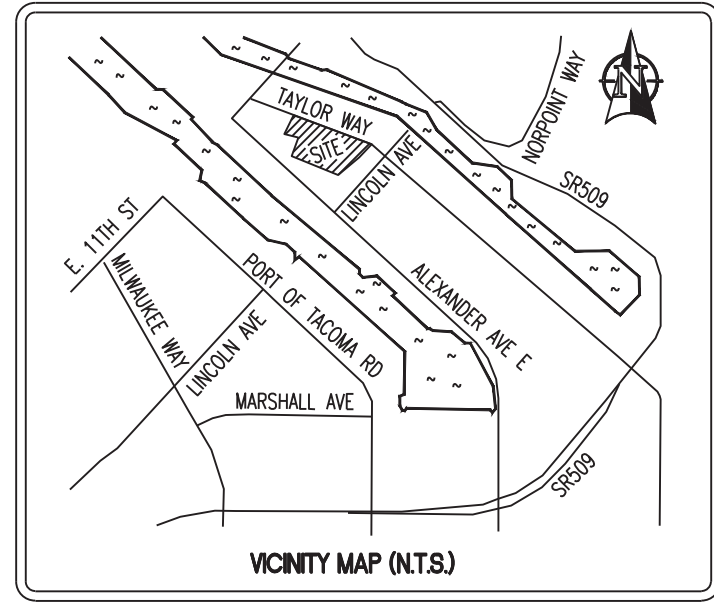 N
NORPOINT WAY
TAYLOR WAY
SITE
LINCOLN AVE
SR509
E. 11TH ST
MILWAUKEE WAY
PORT OF TACOMA RD
ALEXANDER AVE E
LINCOLN AVE
MARSHALL AVE
SR509
VICINITY MAP (N.T.S.)